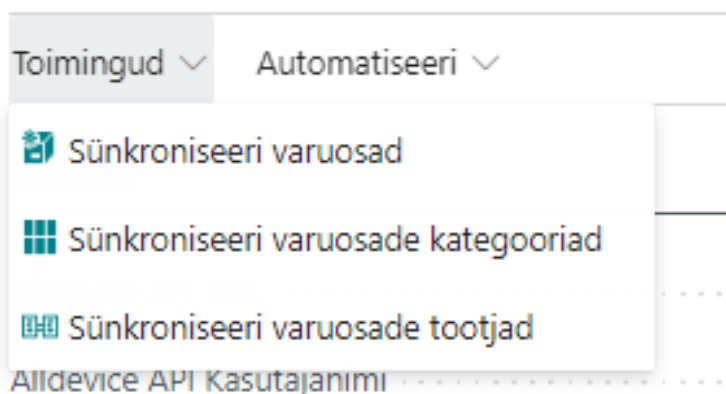 Toimingud Automatiseeri
Sünkroniseeri varuosad
Sünkroniseeri varuosade kategooriad
Sünkroniseeri varuosade tootjad
Alldevice API Kasutajanimi